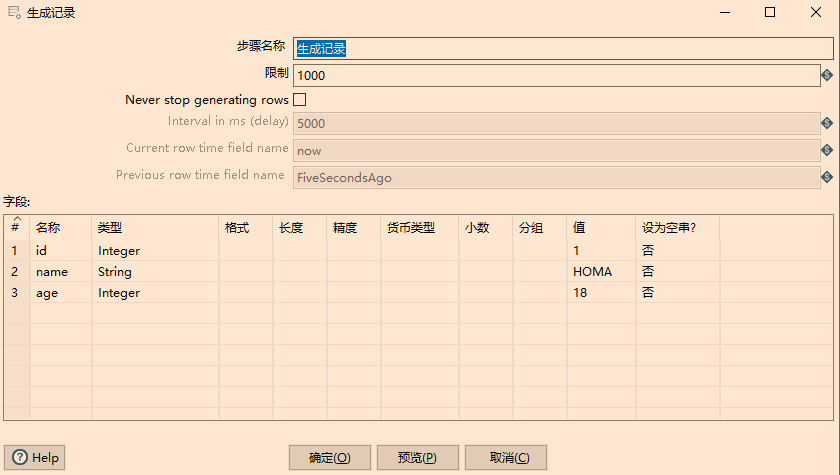 生成记录
步骤名称 生成记录
限制 1000
Never stop generating rows
Interval in ms (delay) 5000
Current row time field name now
Previous row time field name FiveSecondsAgo
字段:
# 名称 类型 格式 长度 精度 货币类型 小数 分组 值 设为空串?
1 id Integer 1 否
2 name String HOMA 否
3 age Integer 18 否
Help 确定(O) 预览(P) 取消(C)